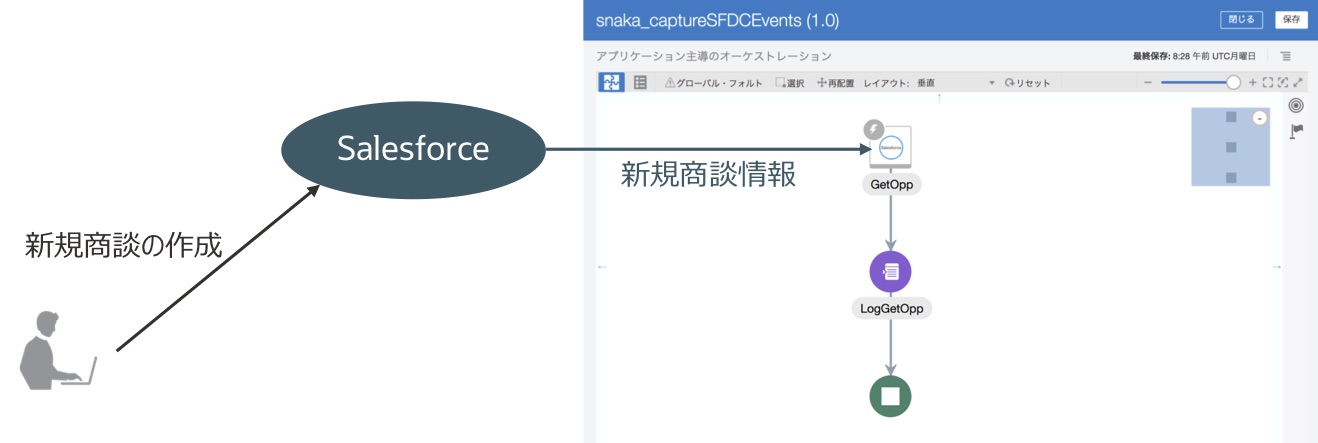 snaka_captureSFDCEvents (1.0)
閉じる
保存
アプリケーション主導のオーケストレーション
最終保存: 8:28 午前 UTC月曜日
グローバル・フォルト
選択
再配置
レイアウト: 垂直
リセット
Salesforce
新規商談情報
salesforce
GetOpp
新規商談の作成
LogGetOpp